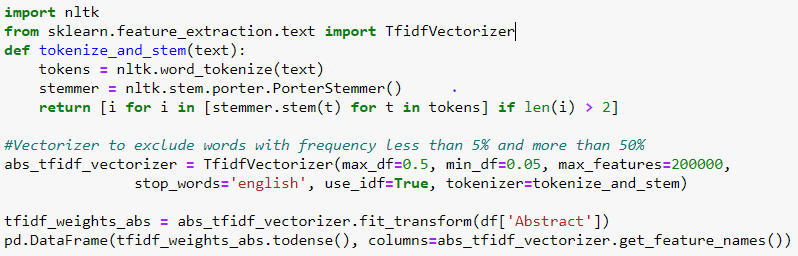 import nltk
from sklearn.feature_extraction.text import TfidfVectorizer
def tokenize_and_stem(text):
    tokens = nltk.word_tokenize(text)
    stemmer = nltk.stem.porter.PorterStemmer()
    return [i for i in [stemmer.stem(t) for t in tokens] if len(i) > 2]

#Vectorizer to exclude words with frequency less than 5% and more than 50%
abs_tfidf_vectorizer = TfidfVectorizer(max_df=0.5, min_df=0.05, max_features=200000,
               stop_words='english', use_idf=True, tokenizer=tokenize_and_stem)

tfidf_weights_abs = abs_tfidf_vectorizer.fit_transform(df['Abstract'])
pd.DataFrame(tfidf_weights_abs.todense(), columns=abs_tfidf_vectorizer.get_feature_names())